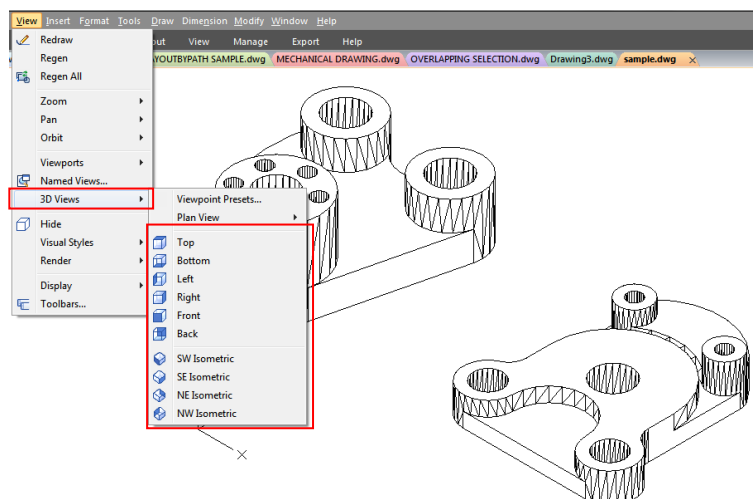 View Insert Format Tools Draw Dimension Modify Window Help
out View Manage Export Help
YOUTBYPATH SAMPLE.dwg MECHANICAL DRAWING.dwg OVERLAPPING SELECTION.dwg Drawing3.dwg sample.dwg X
Redraw
Regen
Regen All
Zoom
Pan
Orbit
Viewports
Named Views...
3D Views
Hide
Visual Styles
Render
Display
Toolbars...
Viewpoint Presets...
Plan View
Top
Bottom
Left
Right
Front
Back
SW Isometric
SE Isometric
NE Isometric
NW Isometric
X